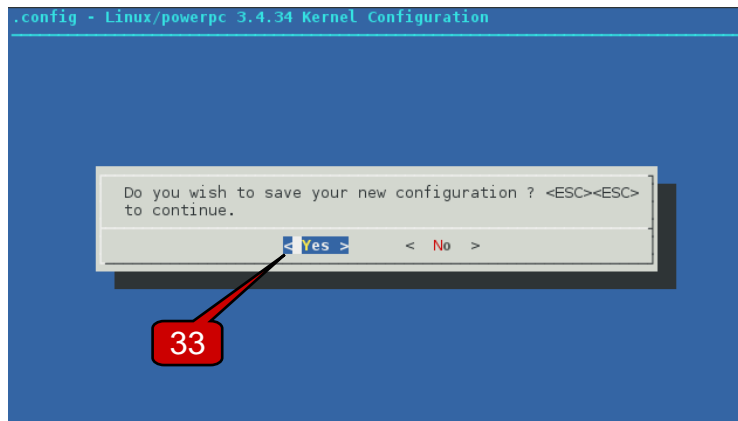 .config - Linux/powerpc 3.4.34 Kernel Configuration
Do you wish to save your new configuration ? <ESC><ESC>
to continue.
< Yes > < No >
33